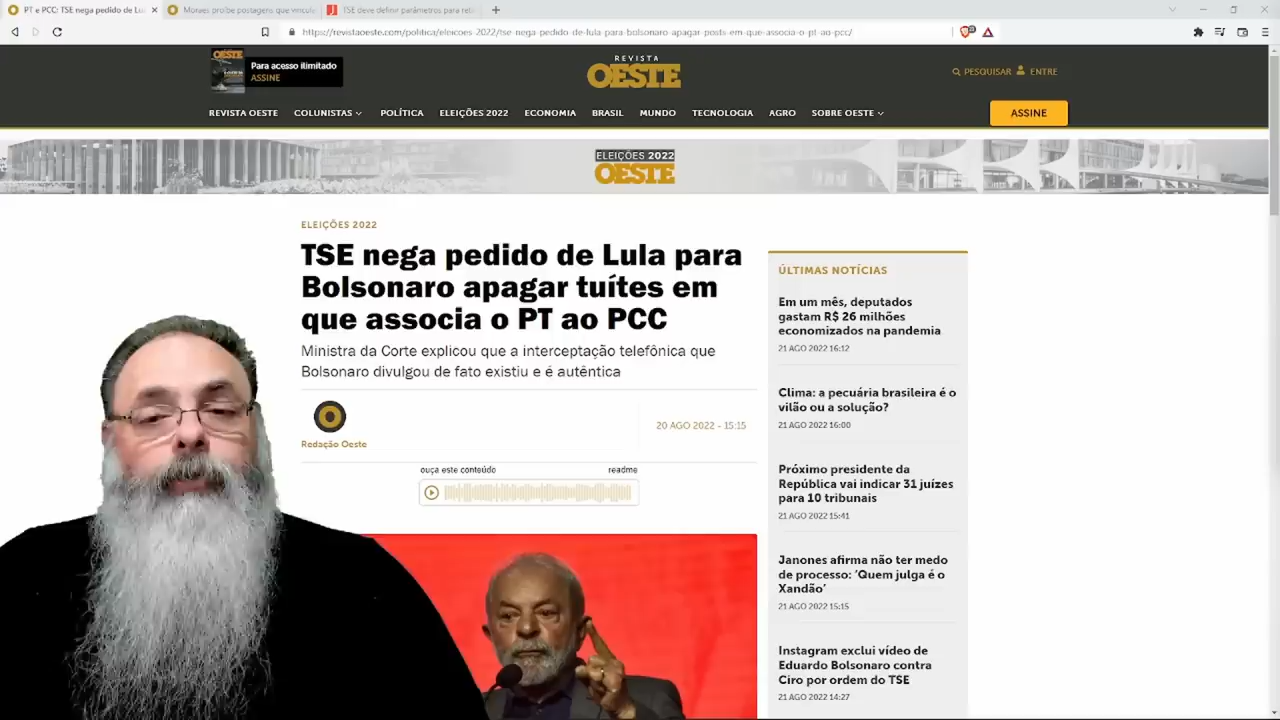 PT e PCC: TSE nega pedido de Lu
Moraes proíbe postagens que vincula
TSE deve definir parâmetros para reti
https://revistaoeste.com/politica/eleicoes-2022/tse-nega-pedido-de-lula-para-bolsonaro-apagar-posts-em-que-associa-o-pt-ao-pcc/
OESTE
Para acesso ilimitado
ASSINE
REVISTA
OESTE
PESQUISAR
ENTRE
REVISTA OESTE
COLUNISTAS
POLÍTICA
ELEIÇÕES 2022
ECONOMIA
BRASIL
MUNDO
TECNOLOGIA
AGRO
SOBRE OESTE
ASSINE
ELEIÇÕES 2022
OESTE
ELEIÇÕES 2022
TSE nega pedido de Lula para
Bolsonaro apagar tuítes em
que associa o PT ao PCC
Ministra da Corte explicou que a interceptação telefônica que
Bolsonaro divulgou de fato existiu e é autêntica
Redação Oeste
20 AGO 2022 - 15:15
ouça este conteúdo
readme
ÚLTIMAS NOTÍCIAS
Em um mês, deputados
gastam R$ 26 milhões
economizados na pandemia
21 AGO 2022 16:12
Clima: a pecuária brasileira é o
vilão ou a solução?
21 AGO 2022 16:00
Próximo presidente da
República vai indicar 31 juízes
para 10 tribunais
21 AGO 2022 15:41
Janones afirma não ter medo
de processo: ‘Quem julga é o
Xandão’
21 AGO 2022 15:15
Instagram exclui vídeo de
Eduardo Bolsonaro contra
Ciro por ordem do TSE
21 AGO 2022 14:27